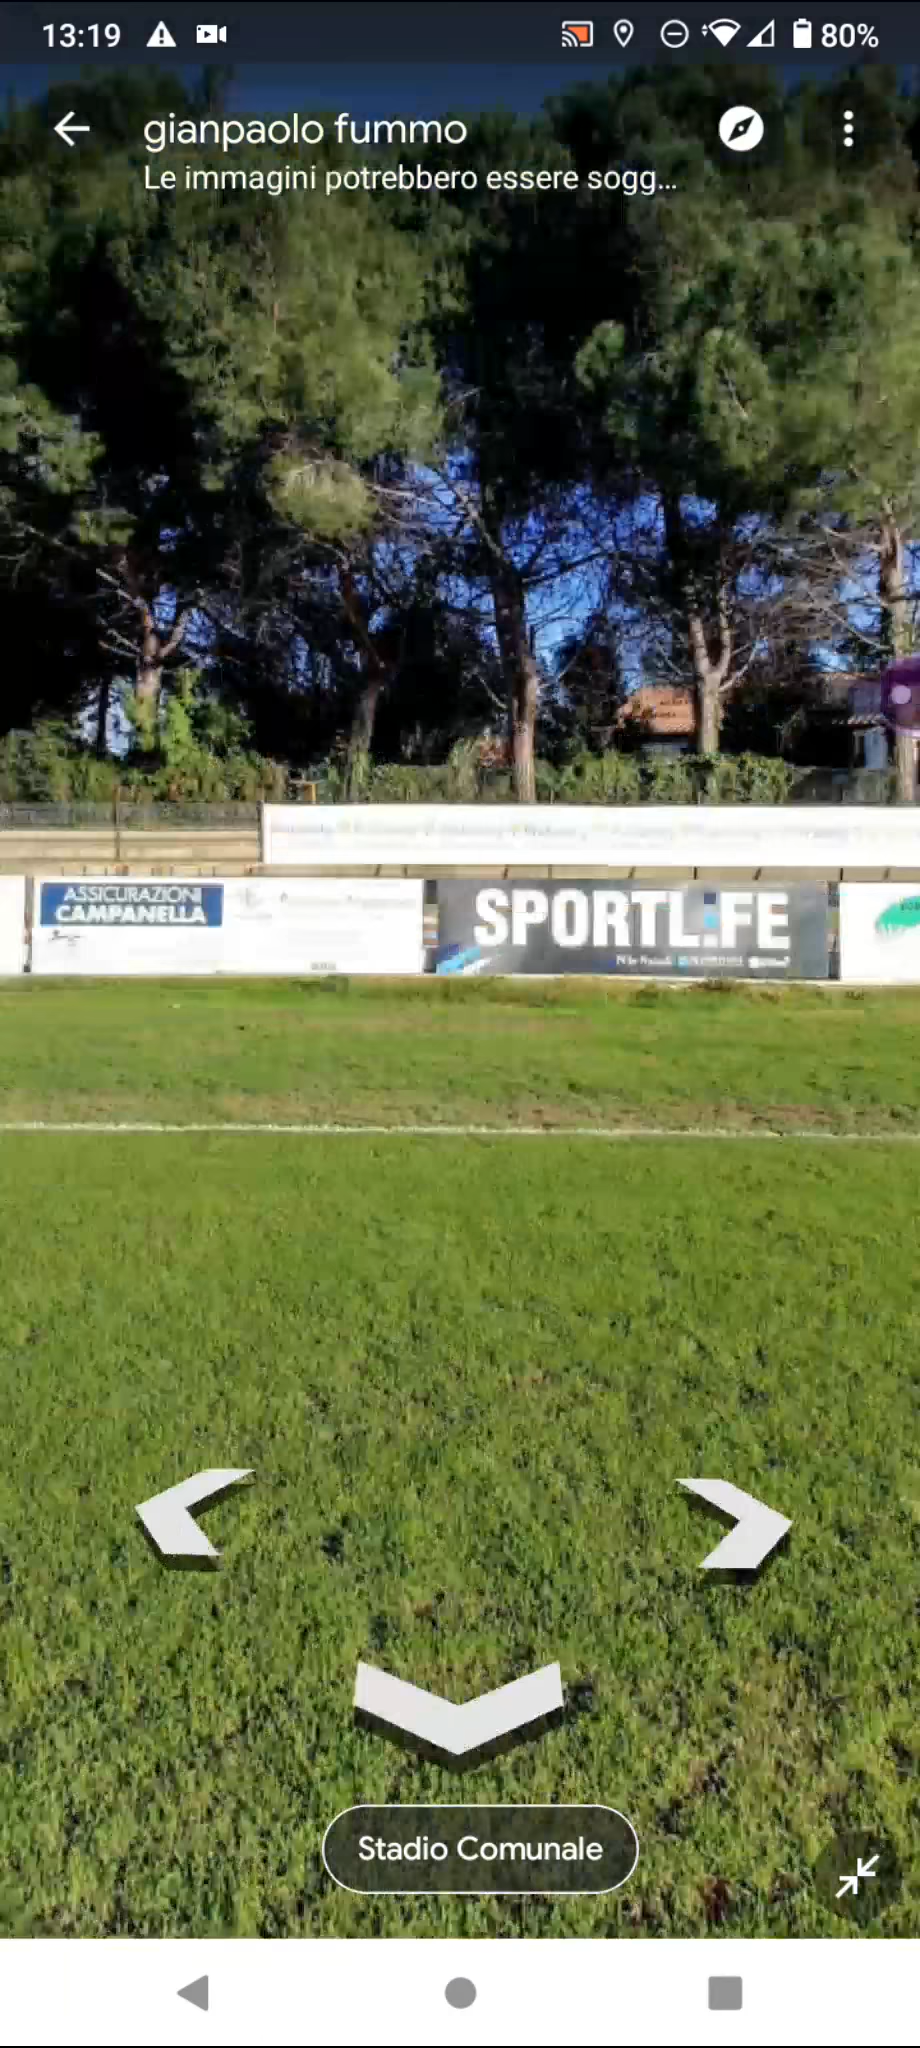 13:19
80%
gianpaolo fummo
Le immagini potrebbero essere sogg...
ASSICURAZIONI
CAMPANELLA
SPORTLIFE
Stadio Comunale